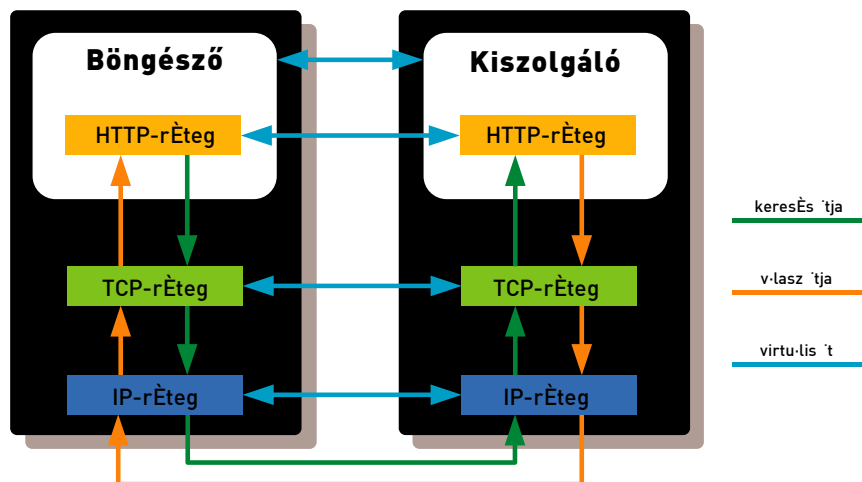 Böngésző
Kiszolgáló
HTTP-rÈteg
HTTP-rÈteg
keresÈs ˙tja
TCP-rÈteg
TCP-rÈteg
v·lasz ˙tja
virtu·lis ˙t
IP-rÈteg
IP-rÈteg